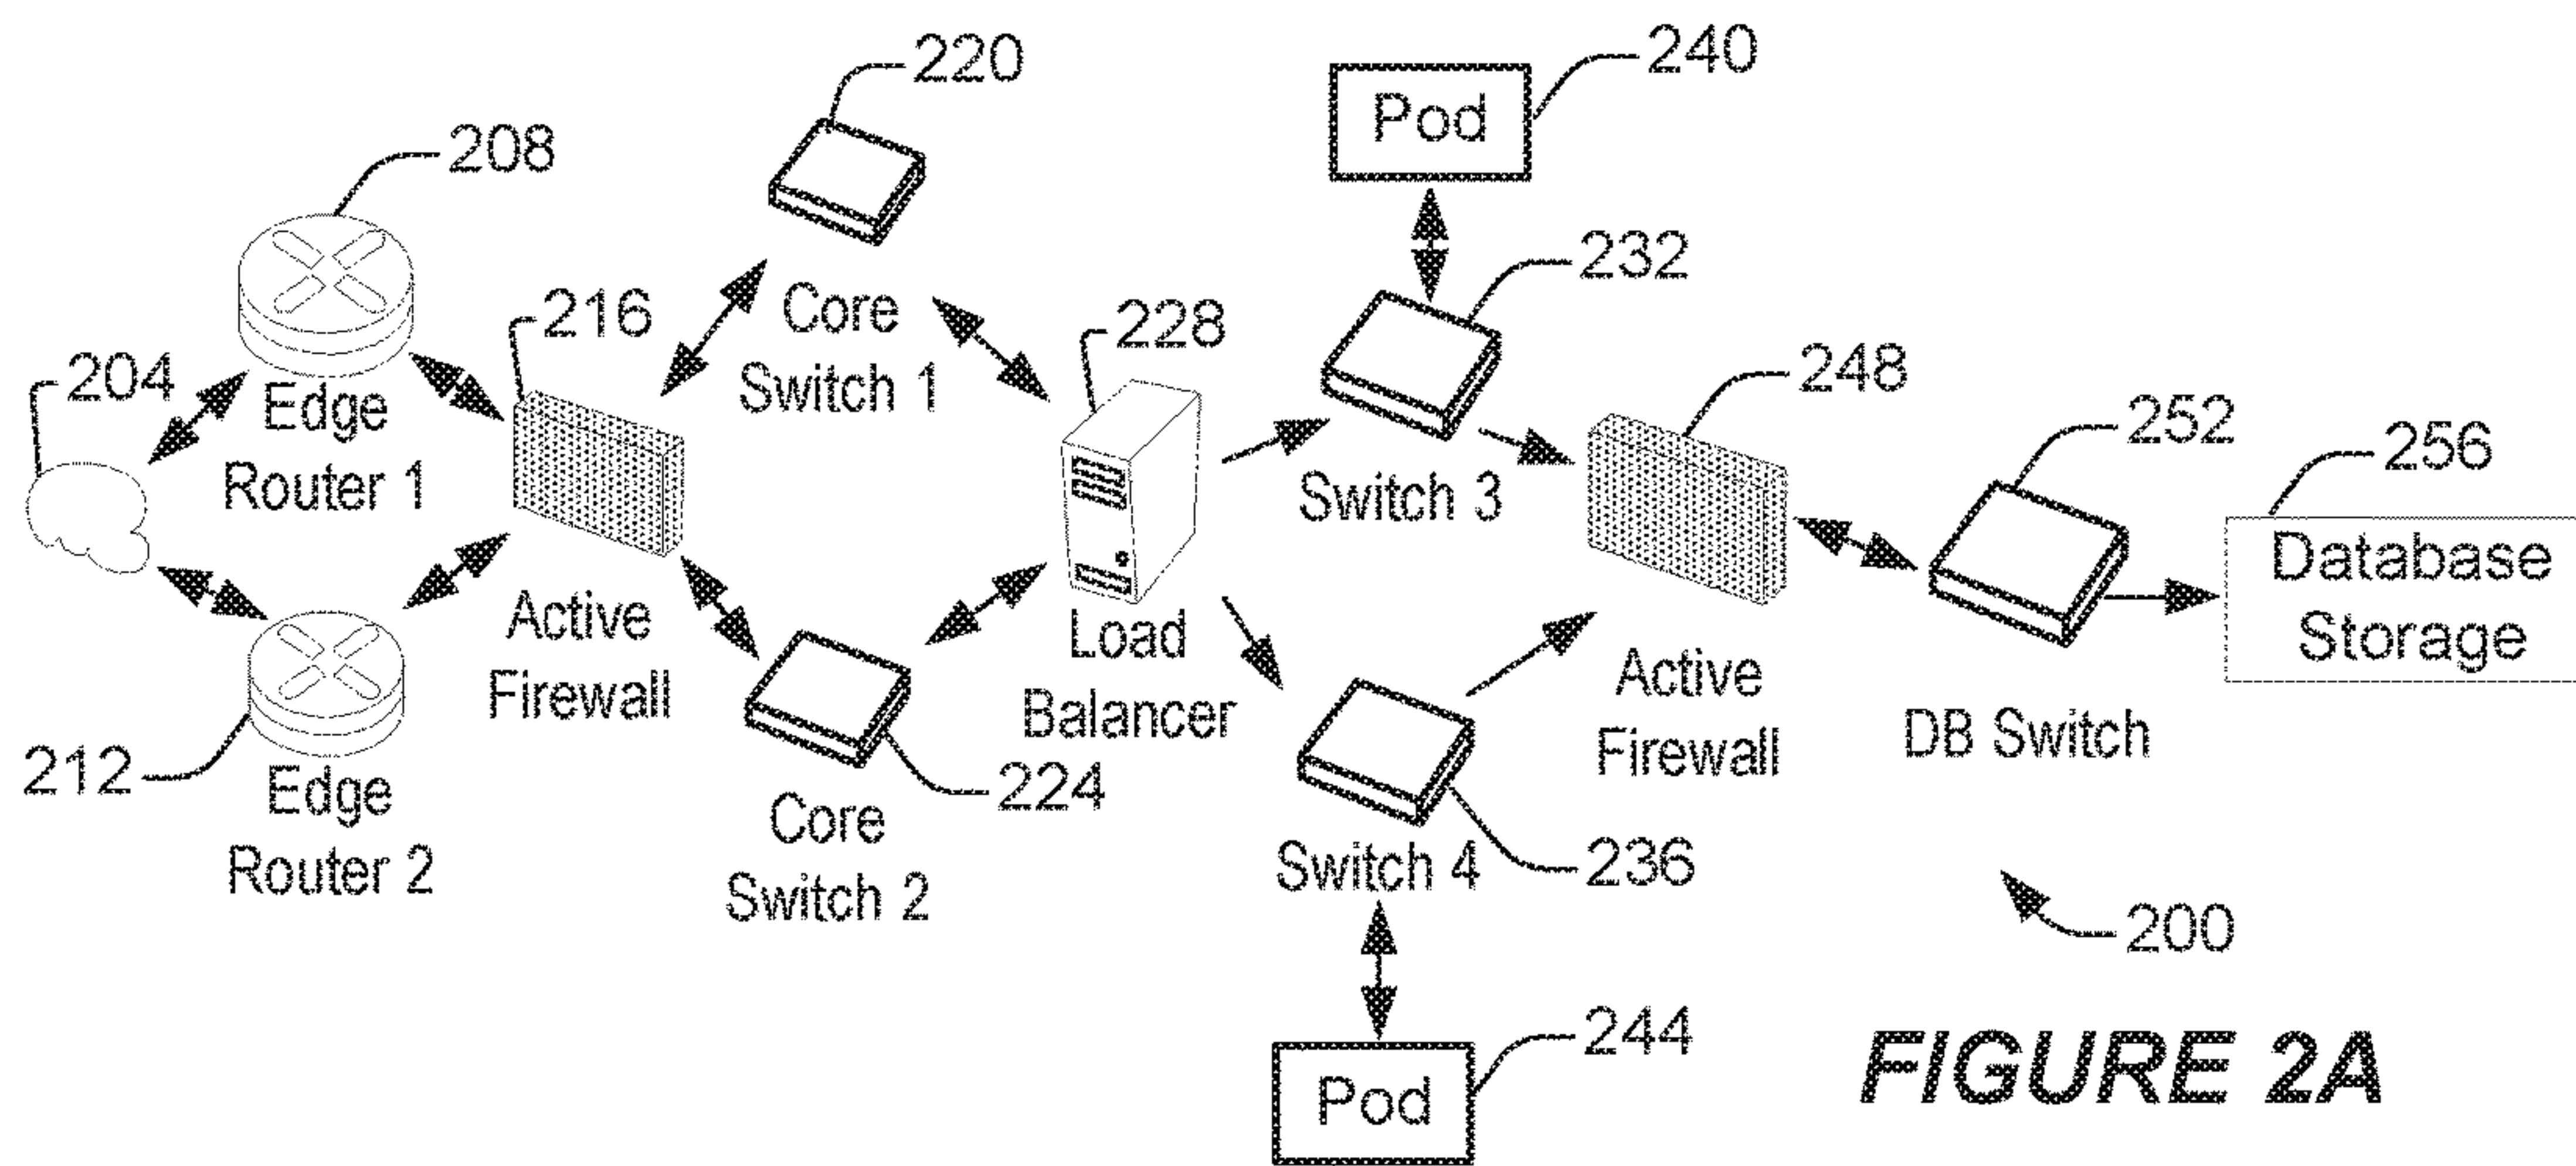 220
240
Pod
208
232
Core
Switch 1
216
228
248
204
Edge
Router 1
252
256
Switch 3
Database
Storage
Active
Firewall
Load
Balancer
Active
Firewall
DB Switch
212
Edge
Router 2
224
Core
Switch 2
Switch 4
236
200
244
Pod
FIGURE 2A